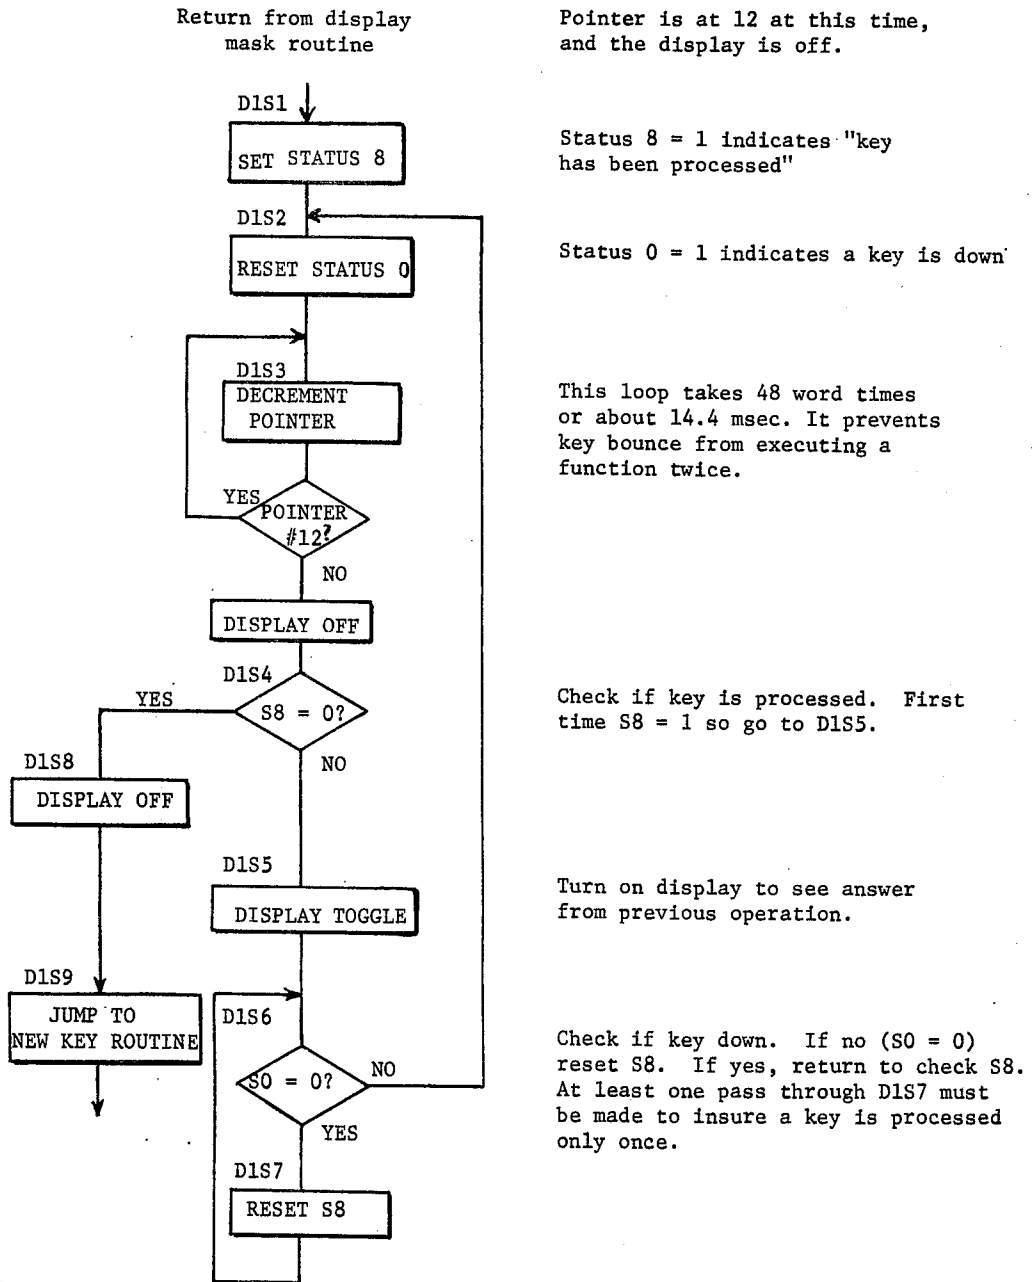 Return from display
mask routine
Pointer is at 12 at this time,
and the display is off.
D1S1
SET STATUS 8
Status 8 = 1 indicates "key
has been processed"
D1S2
RESET STATUS 0
Status 0 = 1 indicates a key is down
D1S3
DECREMENT
POINTER
This loop takes 48 word times
or about 14.4 msec. It prevents
key bounce from executing a
function twice.
YES
POINTER
#12?
NO
DISPLAY OFF
D1S4
YES
S8 = 0?
Check if key is processed. First
time S8 = 1 so go to D1S5.
NO
D1S8
DISPLAY OFF
D1S5
DISPLAY TOGGLE
Turn on display to see answer
from previous operation.
D1S9
JUMP TO
NEW KEY ROUTINE
D1S6
S0 = 0?
NO
Check if key down. If no (S0 = 0)
reset S8. If yes, return to check S8.
At least one pass through D1S7 must
be made to insure a key is processed
only once.
YES
D1S7
RESET S8